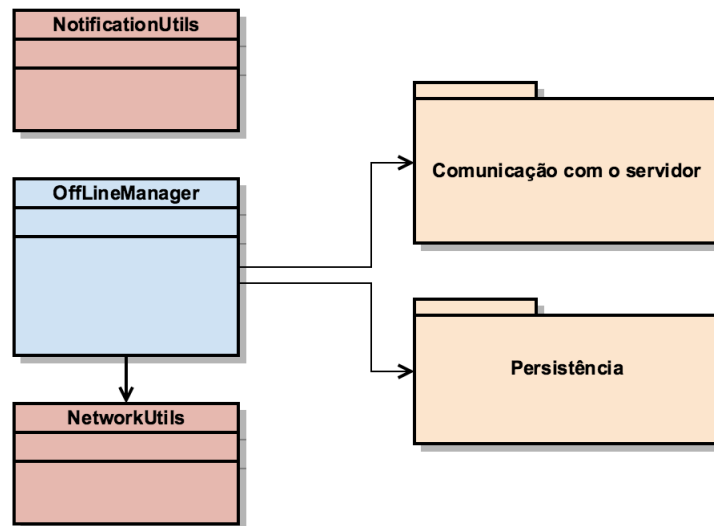 NotificationUtils
OffLineManager
NetworkUtils
Comunicação com o servidor
Persistência